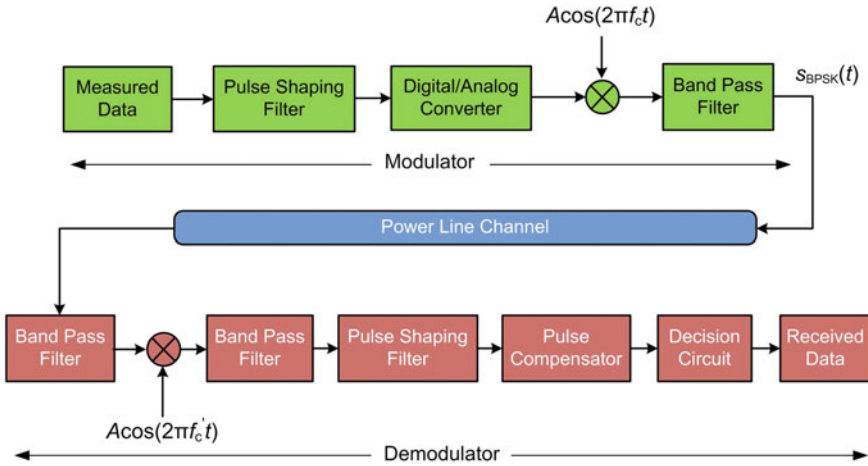 Acos(2πfct)
sBPSK(t)
Measured
Data
Pulse Shaping
Filter
Digital/Analog
Converter
Band Pass
Filter
Modulator
Power Line Channel
Band Pass
Filter
Band Pass
Filter
Pulse Shaping
Filter
Pulse
Compensator
Decision
Circuit
Received
Data
Acos(2πfc't)
Demodulator